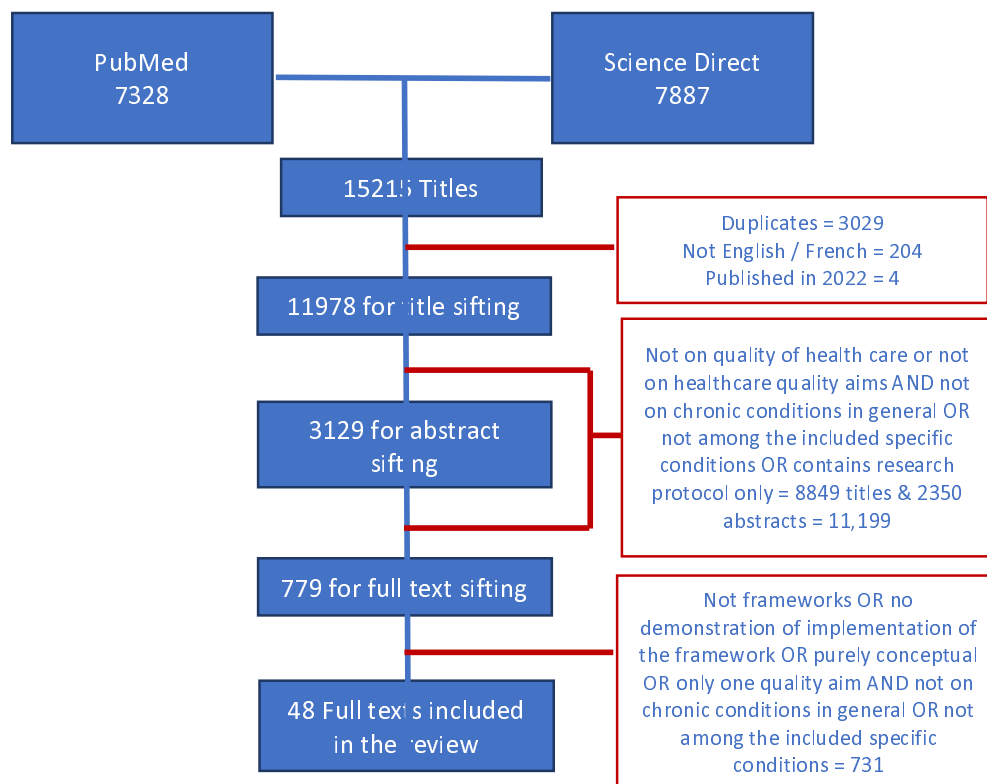 PubMed
7328
Science Direct
7887
15215 Titles
Duplicates = 3029
Not English / French = 204
Published in 2022 = 4
11978 for title sifting
Not on quality of health care or not
on healthcare quality aims AND not
on chronic conditions in general OR
not among the included specific
conditions OR contains research
protocol only = 8849 titles & 2350
abstracts = 11,199
3129 for abstract
sifting
779 for full text sifting
Not frameworks OR no
demonstration of implementation of
the framework OR purely conceptual
OR only one quality aim AND not on
chronic conditions in general OR not
among the included specific
conditions = 731
48 Full texts included
in the review